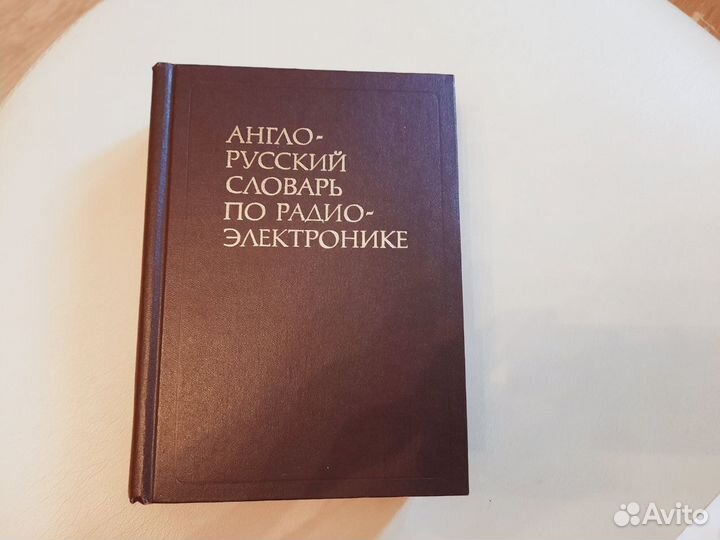 АНГЛО-
РУССКИЙ
СЛОВАРЬ
ПО РАДИО-
ЭЛЕКТРОНИКЕ
Avito